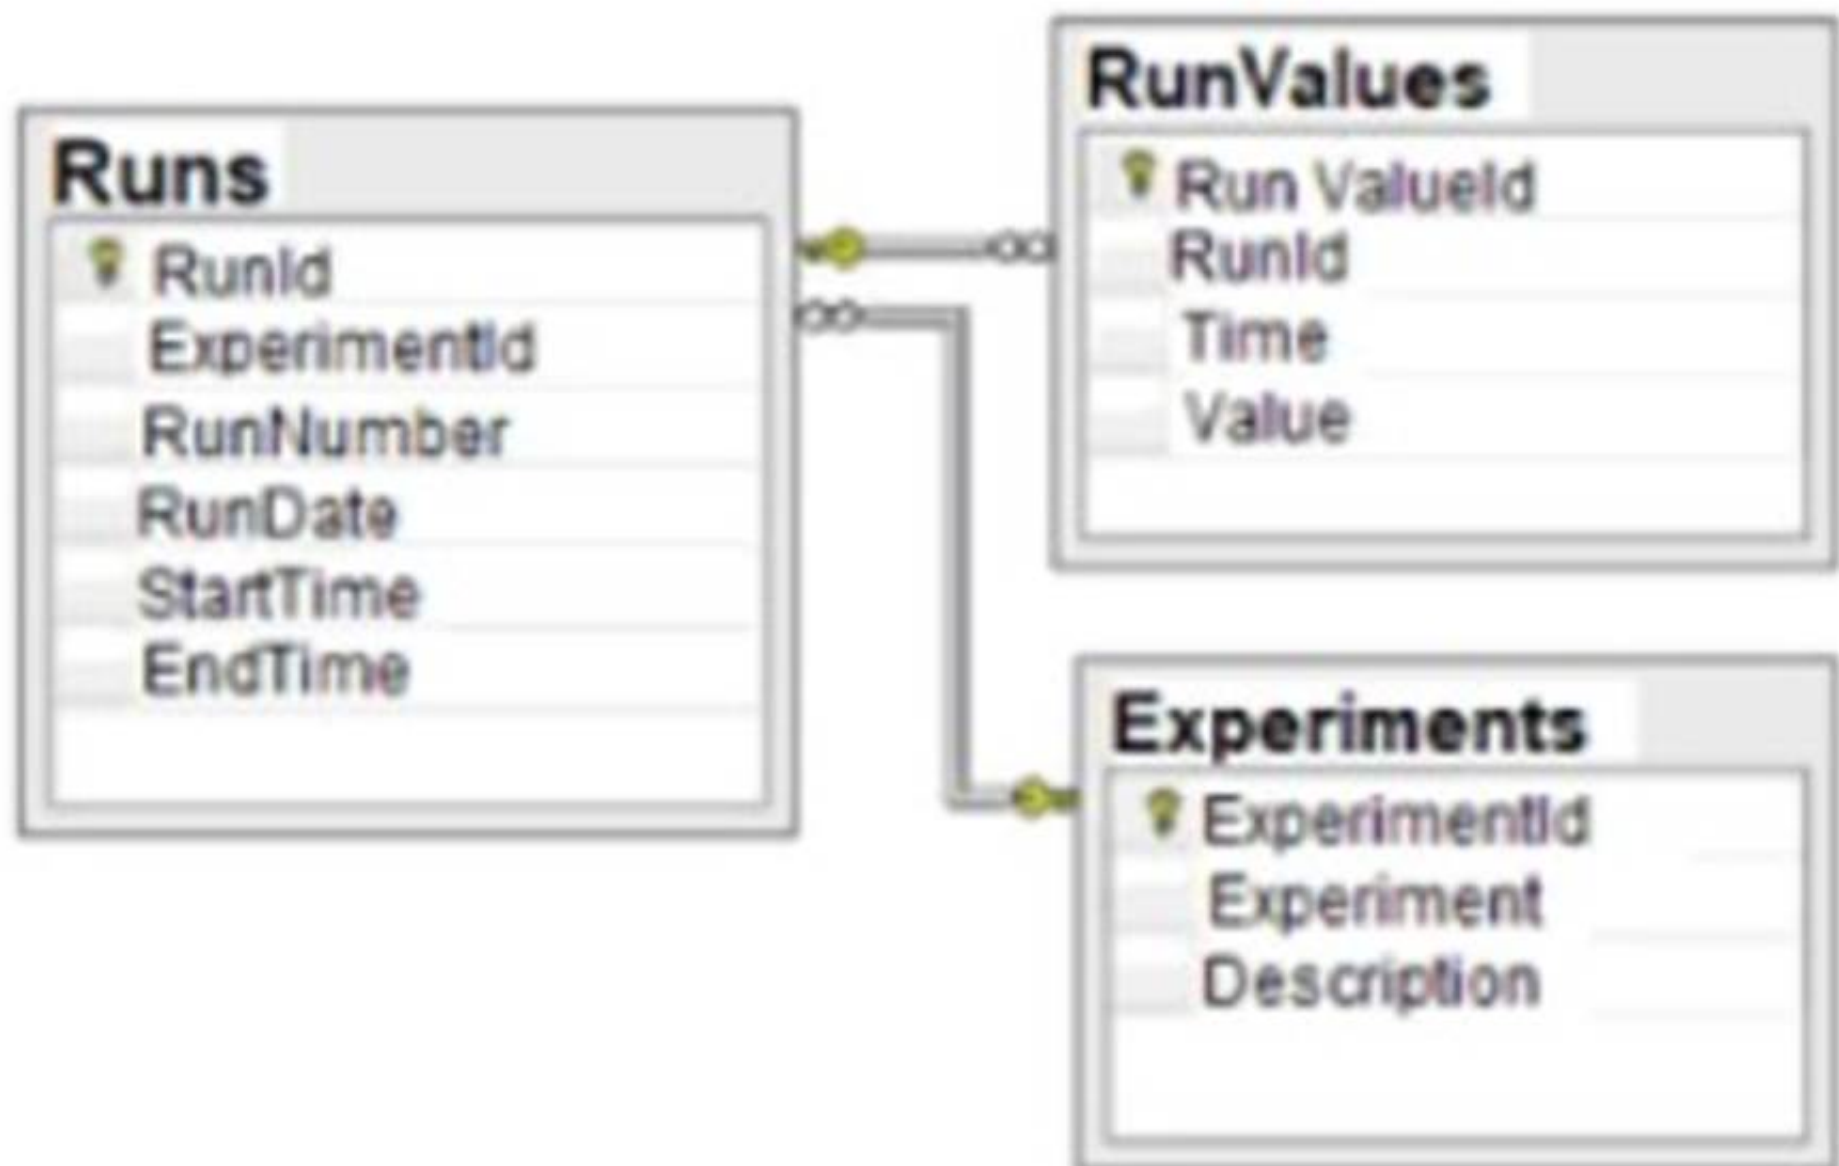 Runs
RunId
ExperimentId
RunNumber
RunDate
StartTime
EndTime
RunValues
Run ValueId
RunId
Time
Value
Experiments
ExperimentId
Experiment
Description